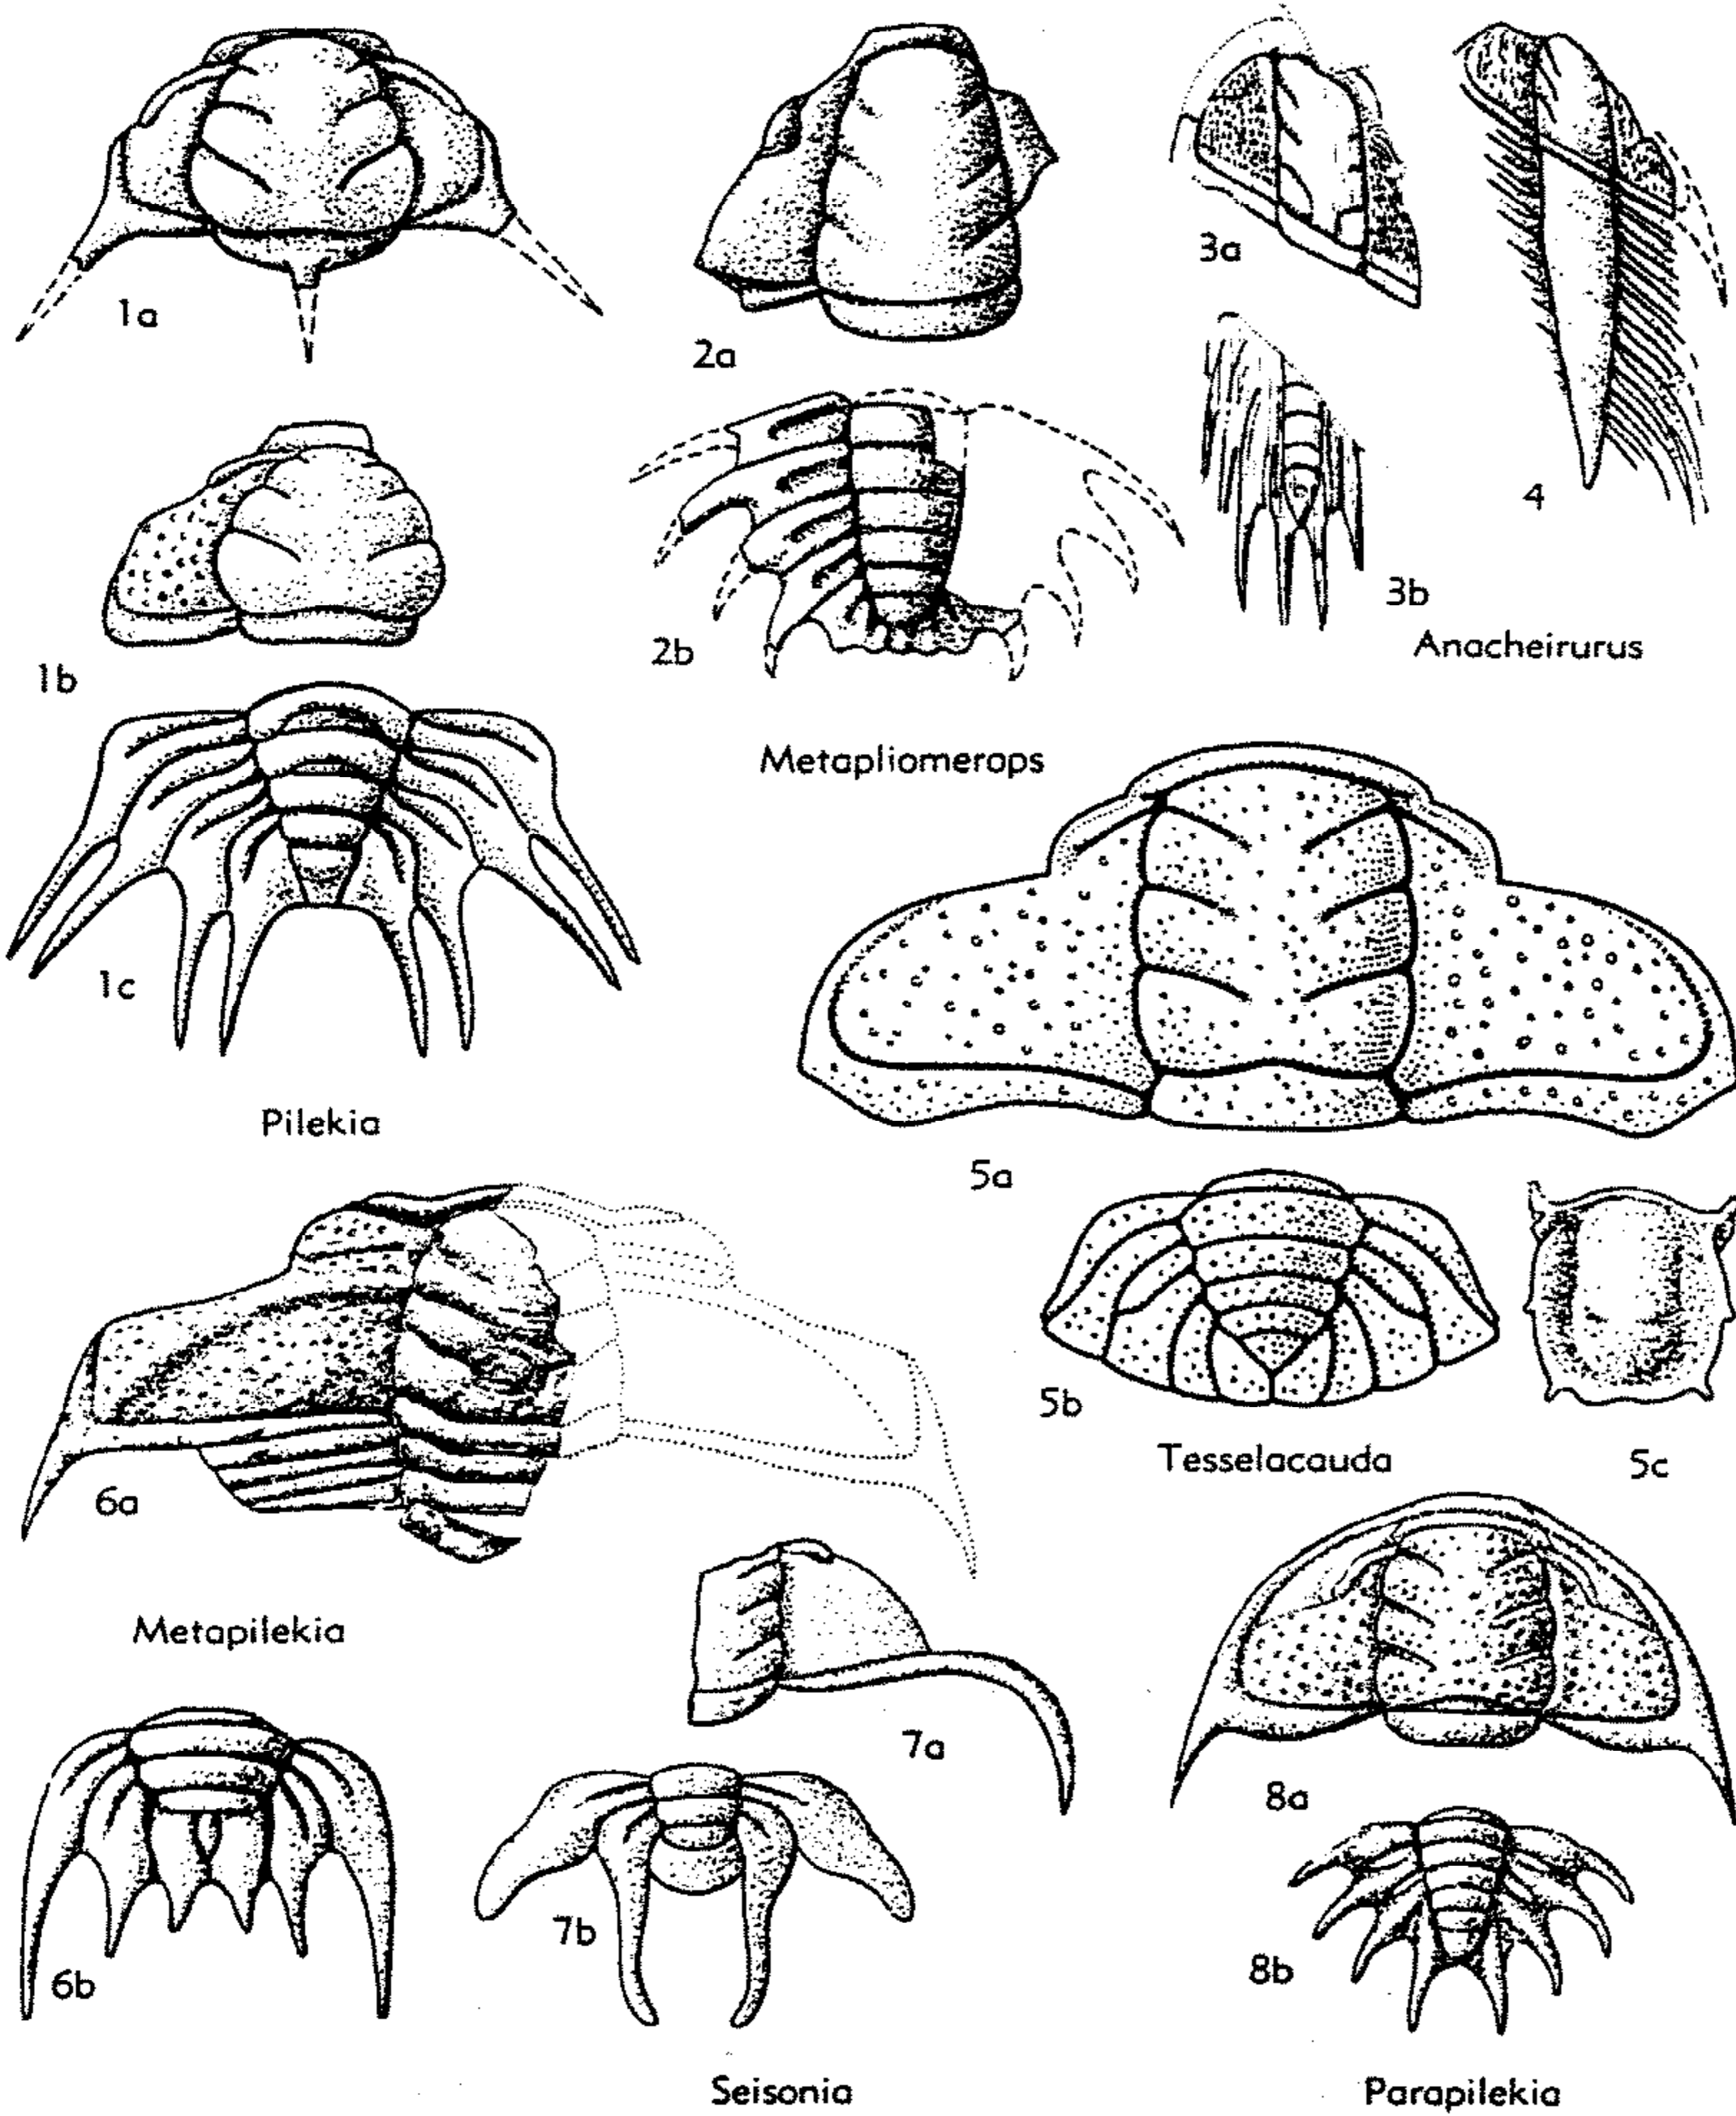 1a
2a
3a
4
1b
2b
3b
Anacheirurus
Metapliomerops
1c
Pilekia
5a
5b
5c
Tesselacauda
6a
Metapilekia
7a
8a
6b
7b
8b
Seisonia
Parapilekia